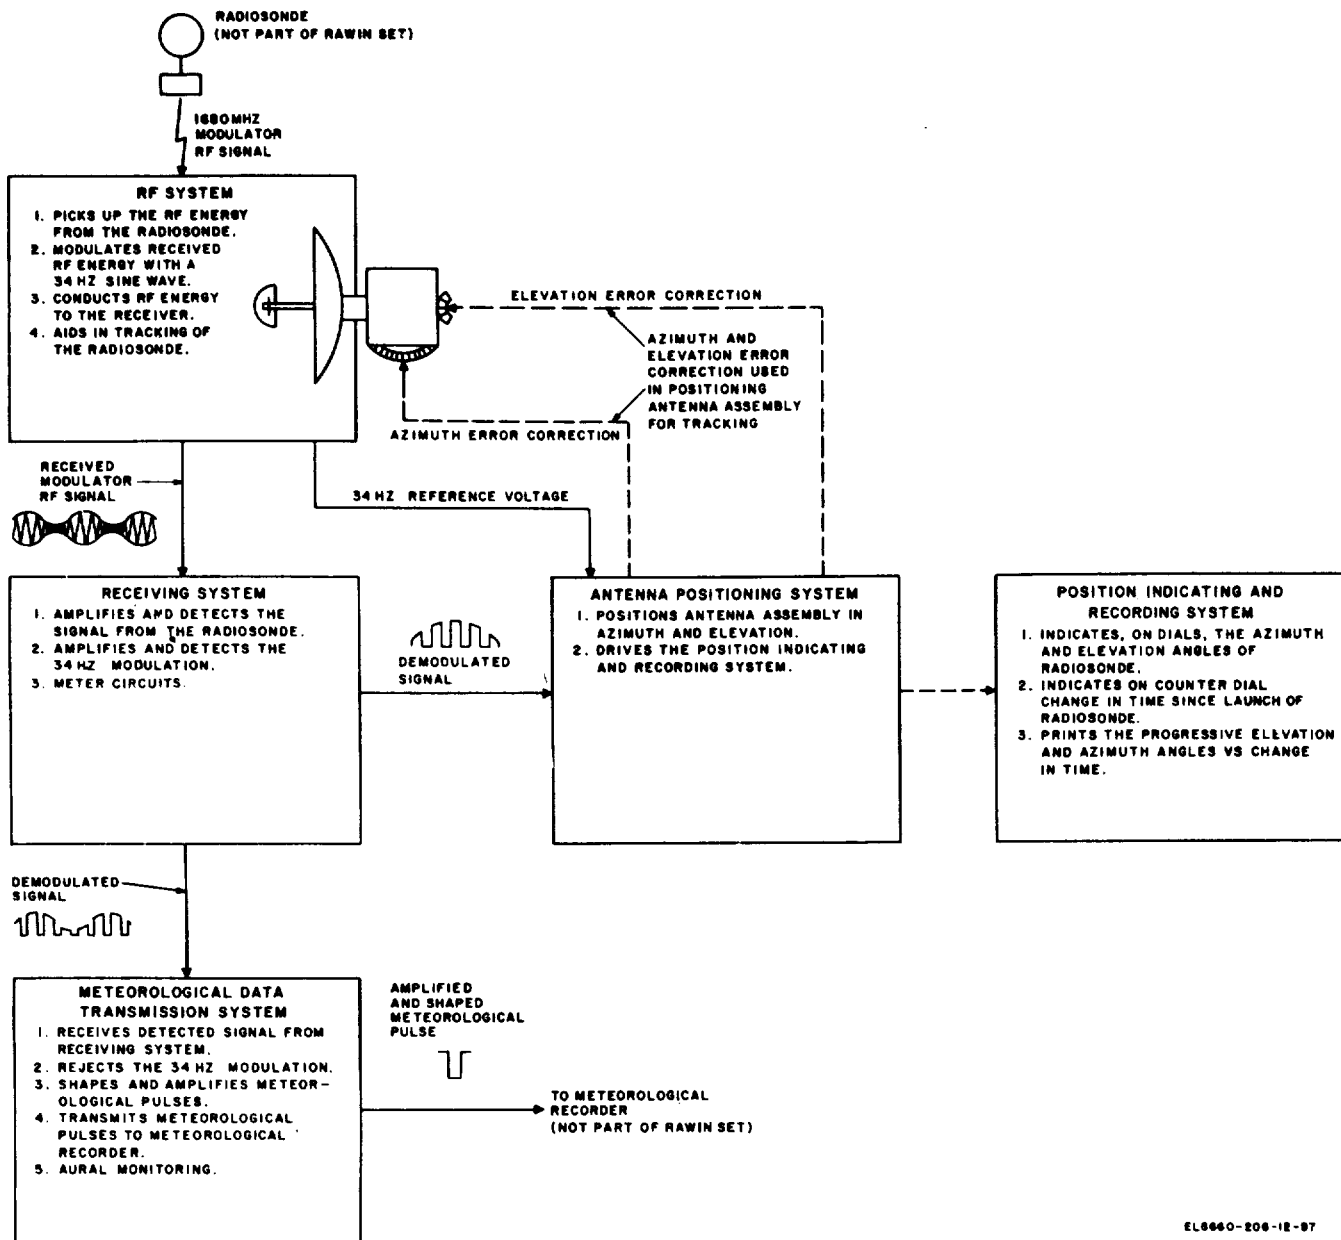 RADIOSONDE
(NOT PART OF RAWIN SET)
1680MHZ
MODULATOR
RF SIGNAL
RF SYSTEM
1. PICKS UP THE RF ENERGY
FROM THE RADIOSONDE.
2. MODULATES RECEIVED
RF ENERGY WITH A
34 HZ SINE WAVE.
3. CONDUCTS RF ENERGY
TO THE RECEIVER.
4. AIDS IN TRACKING OF
THE RADIOSONDE.
ELEVATION ERROR CORRECTION
AZIMUTH AND
ELEVATION ERROR
CORRECTION USED
IN POSITIONING
ANTENNA ASSEMBLY
FOR TRACKING
AZIMUTH ERROR CORRECTION
RECEIVED
MODULATOR
RF SIGNAL
34 HZ REFERENCE VOLTAGE
RECEIVING SYSTEM
1. AMPLIFIES AND DETECTS THE
SIGNAL FROM THE RADIOSONDE.
2. AMPLIFIES AND DETECTS THE
34 HZ MODULATION.
3. METER CIRCUITS.
DEMODULATED
SIGNAL
ANTENNA POSITIONING SYSTEM
1. POSITIONS ANTENNA ASSEMBLY IN
AZIMUTH AND ELEVATION.
2. DRIVES THE POSITION INDICATING
AND RECORDING SYSTEM.
POSITION INDICATING AND
RECORDING SYSTEM
1. INDICATES, ON DIALS, THE AZIMUTH
AND ELEVATION ANGLES OF
RADIOSONDE.
2. INDICATES ON COUNTER DIAL
CHANGE IN TIME SINCE LAUNCH OF
RADIOSONDE.
3. PRINTS THE PROGRESSIVE ELEVATION
AND AZIMUTH ANGLES VS CHANGE
IN TIME.
DEMODULATED
SIGNAL
METEOROLOGICAL DATA
TRANSMISSION SYSTEM
1. RECEIVES DETECTED SIGNAL FROM
RECEIVING SYSTEM.
2. REJECTS THE 34 HZ MODULATION.
3. SHAPES AND AMPLIFIES METEOR-
OLOGICAL PULSES.
4. TRANSMITS METEOROLOGICAL
PULSES TO METEOROLOGICAL
RECORDER.
5. AURAL MONITORING.
AMPLIFIED
AND SHAPED
METEOROLOGICAL
PULSE
TO METEOROLOGICAL
RECORDER
(NOT PART OF RAWIN SET)
EL6660-206-12-97